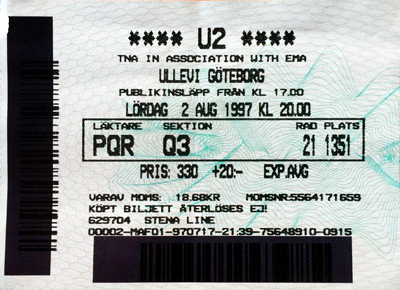 **** U2 ****
TNA IN ASSOCIATION WITH EMA
ULLEVI GÖTEBORG
PUBLIKINSLÄPP FRÅN KL 17.00
LÖRDAG 2 AUG 1997 KL 20.00
LÄKTARE SEKTION RAD PLATS
PQR Q3 21 1351
PRIS: 330 +20:- EXP.AVG
VARAV MOMS: 18.68KR MOMSNR:5564171659
KÖPT BILJETT ÅTERLÖSES EJ!
629704 STENA LINE
00002-MAF01-970717-21:39-75648910-0915